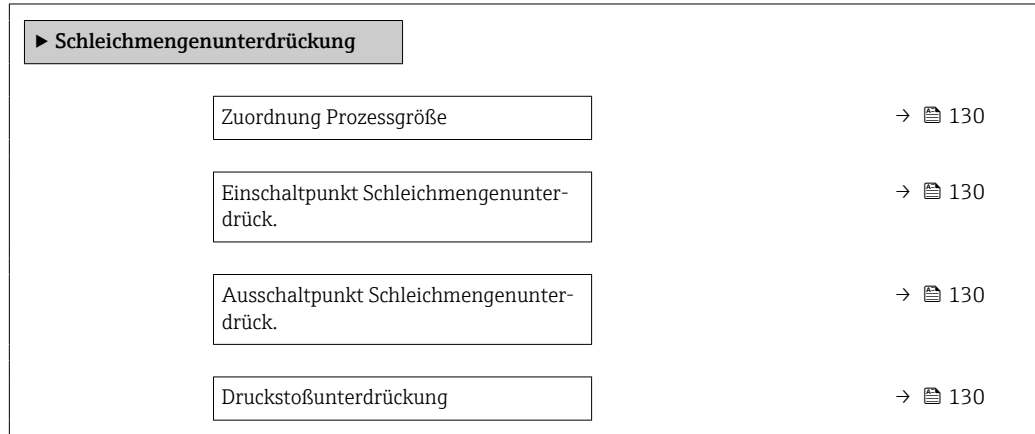 ▶ Schleichmengenunterdrückung
Zuordnung Prozessgröße → 130
Einschaltpunkt Schleichmengenunter- → 130
drück.
Ausschaltpunkt Schleichmengenunter- → 130
drück.
Druckstoßunterdrückung → 130